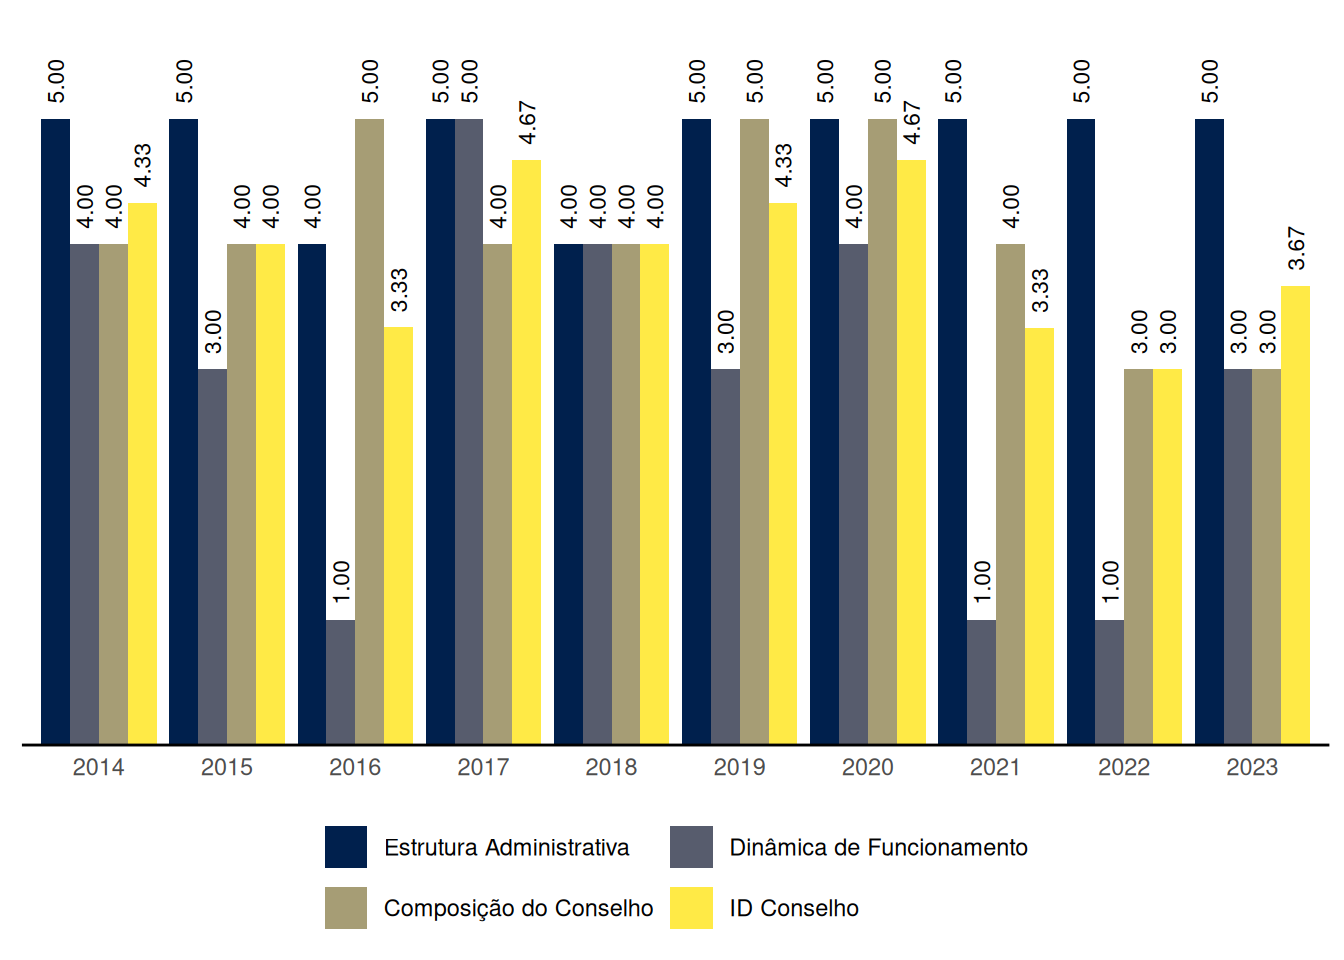 5.00 4.00 4.00 4.33
5.00 3.00 4.00 4.00
4.00 1.00 5.00 3.33
5.00 5.00 4.00 4.67
4.00 4.00 4.00 4.00
5.00 3.00 5.00 4.33
5.00 4.00 5.00 4.67
5.00 1.00 4.00 3.33
5.00 1.00 3.00 3.00
5.00 3.00 3.00 3.67
2014 2015 2016 2017 2018 2019 2020 2021 2022 2023
Estrutura Administrativa Dinâmica de Funcionamento
Composição do Conselho ID Conselho